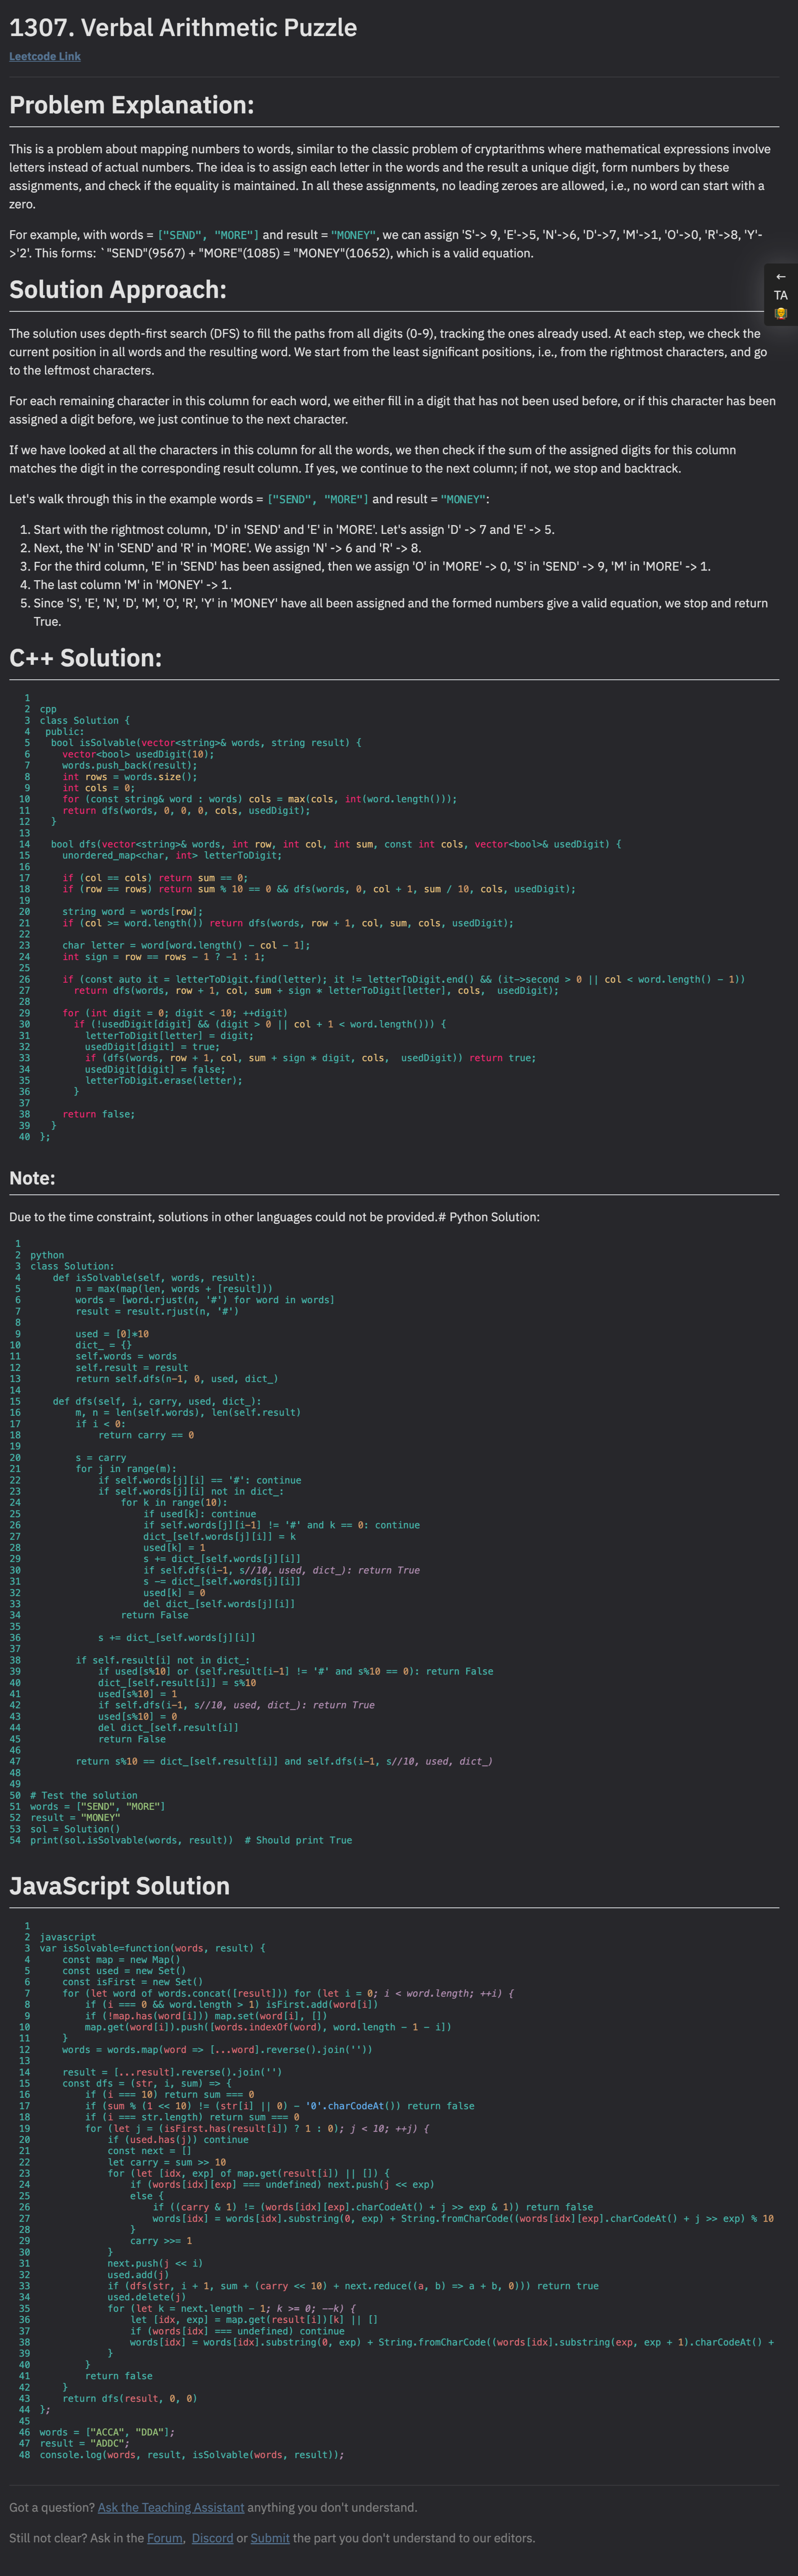 1307. Verbal Arithmetic Puzzle
Leetcode Link
Problem Explanation:
This is a problem about mapping numbers to words, similar to the classic problem of cryptarithms where mathematical expressions involve
letters instead of actual numbers. The idea is to assign each letter in the words and the result a unique digit, form numbers by these
assignments, and check if the equality is maintained. In all these assignments, no leading zeroes are allowed, i.e., no word can start with a
zero.
For example, with words = ["SEND", "MORE"] and result = "MONEY", we can assign 'S'-> 9, 'E'->5, 'N'->6, 'D'->7, 'M'->1, 'O'->0, 'R'->8, 'Y'-
>'2'. This forms: `"SEND"(9567) + "MORE"(1085) = "MONEY"(10652), which is a valid equation.
←
TA
👨‍🏫
Solution Approach:
The solution uses depth-first search (DFS) to fill the paths from all digits (0-9), tracking the ones already used. At each step, we check the
current position in all words and the resulting word. We start from the least significant positions, i.e., from the rightmost characters, and go
to the leftmost characters.
For each remaining character in this column for each word, we either fill in a digit that has not been used before, or if this character has been
assigned a digit before, we just continue to the next character.
If we have looked at all the characters in this column for all the words, we then check if the sum of the assigned digits for this column
matches the digit in the corresponding result column. If yes, we continue to the next column; if not, we stop and backtrack.
Let's walk through this in the example words = ["SEND", "MORE"] and result = "MONEY":
1. Start with the rightmost column, 'D' in 'SEND' and 'E' in 'MORE'. Let's assign 'D' -> 7 and 'E' -> 5.
2. Next, the 'N' in 'SEND' and 'R' in 'MORE'. We assign 'N' -> 6 and 'R' -> 8.
3. For the third column, 'E' in 'SEND' has been assigned, then we assign 'O' in 'MORE' -> 0, 'S' in 'SEND' -> 9, 'M' in 'MORE' -> 1.
4. The last column 'M' in 'MONEY' -> 1.
5. Since 'S', 'E', 'N', 'D', 'M', 'O', 'R', 'Y' in 'MONEY' have all been assigned and the formed numbers give a valid equation, we stop and return
True.
C++ Solution:
1
2 cpp
3 class Solution {
4  public:
5   bool isSolvable(vector<string>& words, string result) {
6     vector<bool> usedDigit(10);
7     words.push_back(result);
8     int rows = words.size();
9     int cols = 0;
10     for (const string& word : words) cols = max(cols, int(word.length()));
11     return dfs(words, 0, 0, 0, cols, usedDigit);
12   }
13
14   bool dfs(vector<string>& words, int row, int col, int sum, const int cols, vector<bool>& usedDigit) {
15     unordered_map<char, int> letterToDigit;
16
17     if (col == cols) return sum == 0;
18     if (row == rows) return sum % 10 == 0 && dfs(words, 0, col + 1, sum / 10, cols, usedDigit);
19
20     string word = words[row];
21     if (col >= word.length()) return dfs(words, row + 1, col, sum, cols, usedDigit);
22
23     char letter = word[word.length() - col - 1];
24     int sign = row == rows - 1 ? -1 : 1;
25
26     if (const auto it = letterToDigit.find(letter); it != letterToDigit.end() && (it->second > 0 || col < word.length() - 1))
27       return dfs(words, row + 1, col, sum + sign * letterToDigit[letter], cols,  usedDigit);
28
29     for (int digit = 0; digit < 10; ++digit)
30       if (!usedDigit[digit] && (digit > 0 || col + 1 < word.length())) {
31         letterToDigit[letter] = digit;
32         usedDigit[digit] = true;
33         if (dfs(words, row + 1, col, sum + sign * digit, cols,  usedDigit)) return true;
34         usedDigit[digit] = false;
35         letterToDigit.erase(letter);
36       }
37
38     return false;
39   }
40 };
Note:
Due to the time constraint, solutions in other languages could not be provided.# Python Solution:
1
2 python
3 class Solution:
4     def isSolvable(self, words, result):
5         n = max(map(len, words + [result]))
6         words = [word.rjust(n, '#') for word in words]
7         result = result.rjust(n, '#')
8
9         used = [0]*10
10         dict_ = {}
11         self.words = words
12         self.result = result
13         return self.dfs(n-1, 0, used, dict_)
14
15     def dfs(self, i, carry, used, dict_):
16         m, n = len(self.words), len(self.result)
17         if i < 0:
18             return carry == 0
19
20         s = carry
21         for j in range(m):
22             if self.words[j][i] == '#': continue
23             if self.words[j][i] not in dict_:
24                 for k in range(10):
25                     if used[k]: continue
26                     if self.words[j][i-1] != '#' and k == 0: continue
27                     dict_[self.words[j][i]] = k
28                     used[k] = 1
29                     s += dict_[self.words[j][i]]
30                     if self.dfs(i-1, s//10, used, dict_): return True
31                     s -= dict_[self.words[j][i]]
32                     used[k] = 0
33                     del dict_[self.words[j][i]]
34                 return False
35
36             s += dict_[self.words[j][i]]
37
38         if self.result[i] not in dict_:
39             if used[s%10] or (self.result[i-1] != '#' and s%10 == 0): return False
40             dict_[self.result[i]] = s%10
41             used[s%10] = 1
42             if self.dfs(i-1, s//10, used, dict_): return True
43             used[s%10] = 0
44             del dict_[self.result[i]]
45             return False
46
47         return s%10 == dict_[self.result[i]] and self.dfs(i-1, s//10, used, dict_)
48
49
50 # Test the solution
51 words = ["SEND", "MORE"]
52 result = "MONEY"
53 sol = Solution()
54 print(sol.isSolvable(words, result))  # Should print True
JavaScript Solution
1
2 javascript
3 var isSolvable=function(words, result) {
4     const map = new Map()
5     const used = new Set()
6     const isFirst = new Set()
7     for (let word of words.concat([result])) for (let i = 0; i < word.length; ++i) {
8         if (i === 0 && word.length > 1) isFirst.add(word[i])
9         if (!map.has(word[i])) map.set(word[i], [])
10         map.get(word[i]).push([words.indexOf(word), word.length - 1 - i])
11     }
12     words = words.map(word => [...word].reverse().join(''))
13
14     result = [...result].reverse().join('')
15     const dfs = (str, i, sum) => {
16         if (i === 10) return sum === 0
17         if (sum % (1 << 10) != (str[i] || 0) - '0'.charCodeAt()) return false
18         if (i === str.length) return sum === 0
19         for (let j = (isFirst.has(result[i]) ? 1 : 0); j < 10; ++j) {
20             if (used.has(j)) continue
21             const next = []
22             let carry = sum >> 10
23             for (let [idx, exp] of map.get(result[i]) || []) {
24                 if (words[idx][exp] === undefined) next.push(j << exp)
25                 else {
26                     if ((carry & 1) != (words[idx][exp].charCodeAt() + j >> exp & 1)) return false
27                     words[idx] = words[idx].substring(0, exp) + String.fromCharCode((words[idx][exp].charCodeAt() + j >> exp) % 10
28                 }
29                 carry >>= 1
30             }
31             next.push(j << i)
32             used.add(j)
33             if (dfs(str, i + 1, sum + (carry << 10) + next.reduce((a, b) => a + b, 0))) return true
34             used.delete(j)
35             for (let k = next.length - 1; k >= 0; --k) {
36                 let [idx, exp] = map.get(result[i])[k] || []
37                 if (words[idx] === undefined) continue
38                 words[idx] = words[idx].substring(0, exp) + String.fromCharCode((words[idx].substring(exp, exp + 1).charCodeAt() +
39             }
40         }
41         return false
42     }
43     return dfs(result, 0, 0)
44 };
45
46 words = ["ACCA", "DDA"];
47 result = "ADDC";
48 console.log(words, result, isSolvable(words, result));
Got a question? Ask the Teaching Assistant anything you don't understand.
Still not clear? Ask in the Forum,  Discord or Submit the part you don't understand to our editors.